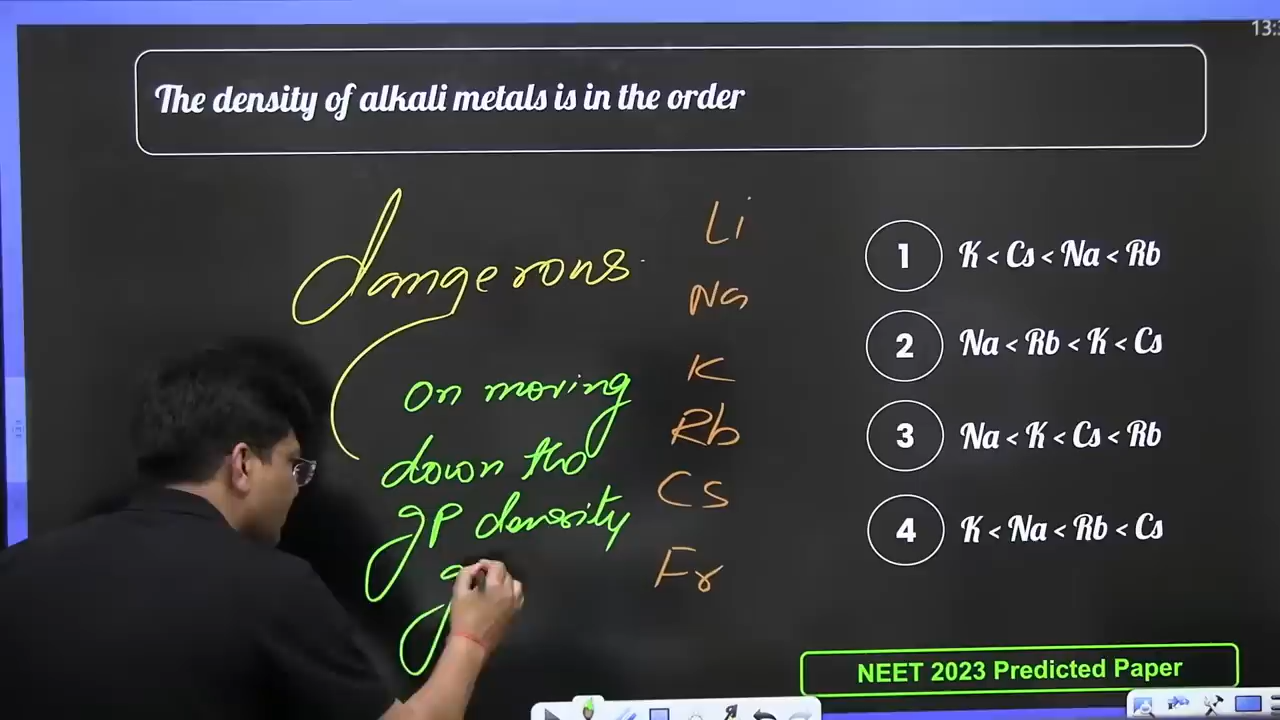 13:
The density of alkali metals is in the order
dangerous
on moving
down the
gp density
g
Li
Na
K
Rb
Cs
Fr
1 K < Cs < Na < Rb
2 Na < Rb < K < Cs
3 Na < K < Cs < Rb
4 K < Na < Rb < Cs
NEET 2023 Predicted Paper